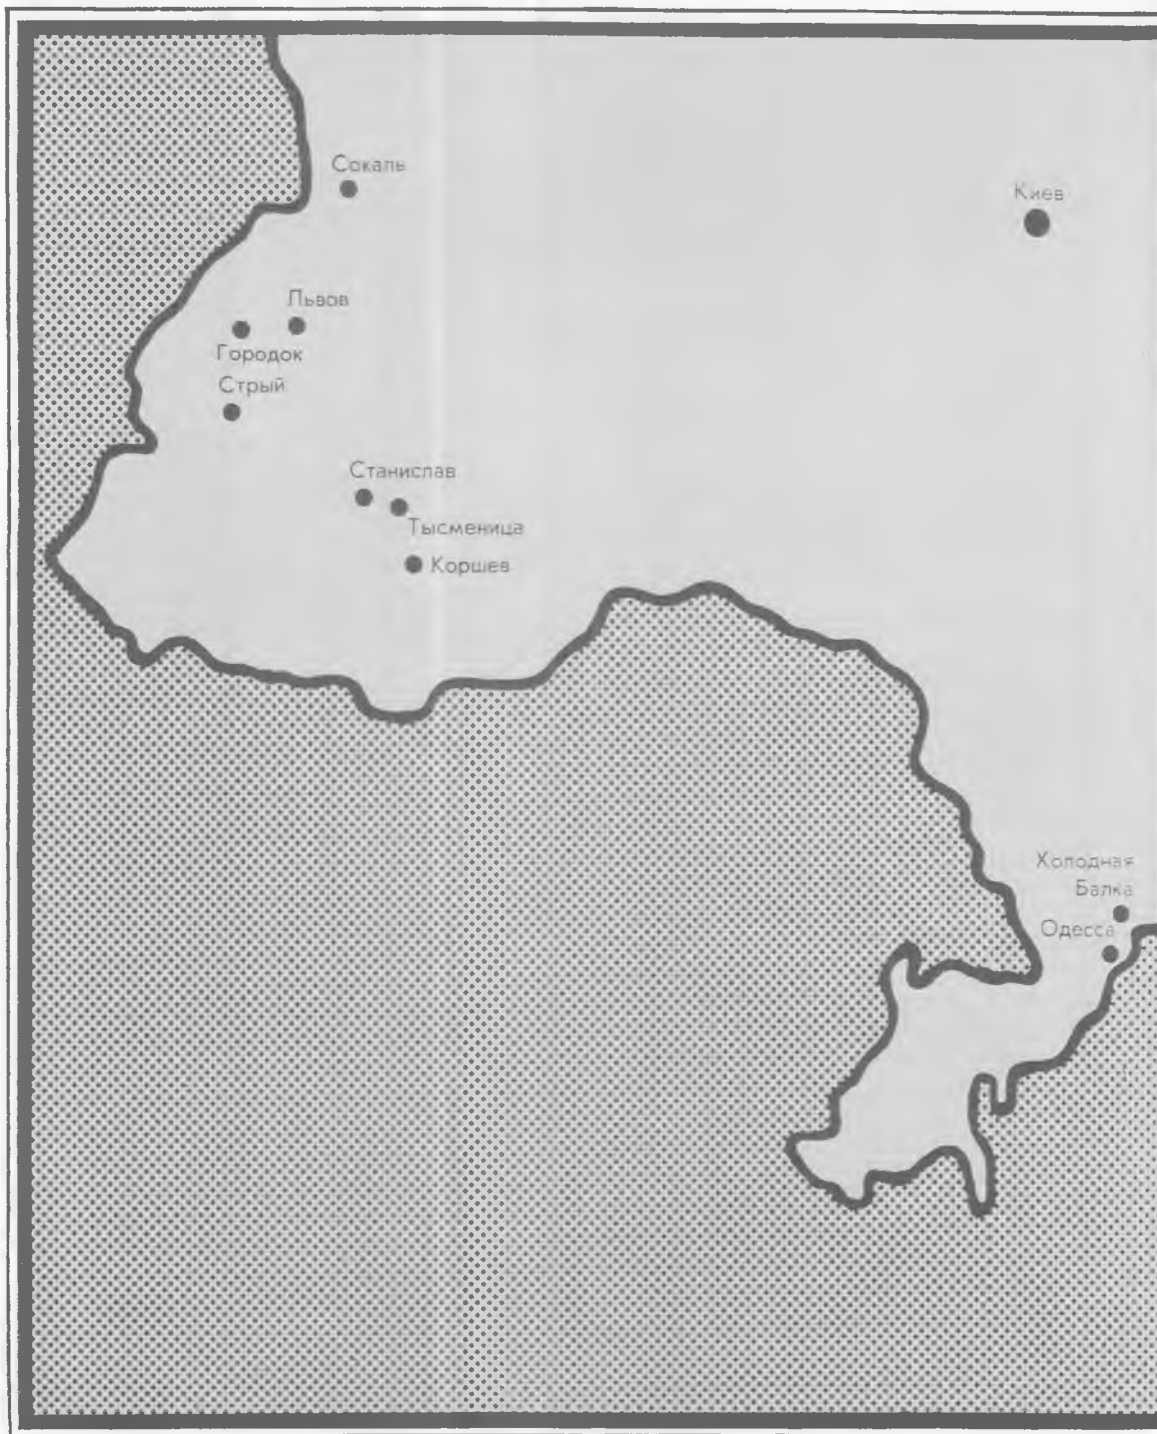 Сокаль
Киев
Львов
Городок
Стрый
Станислав
Тысменица
Коршев
Холодная
Балка
Одесса